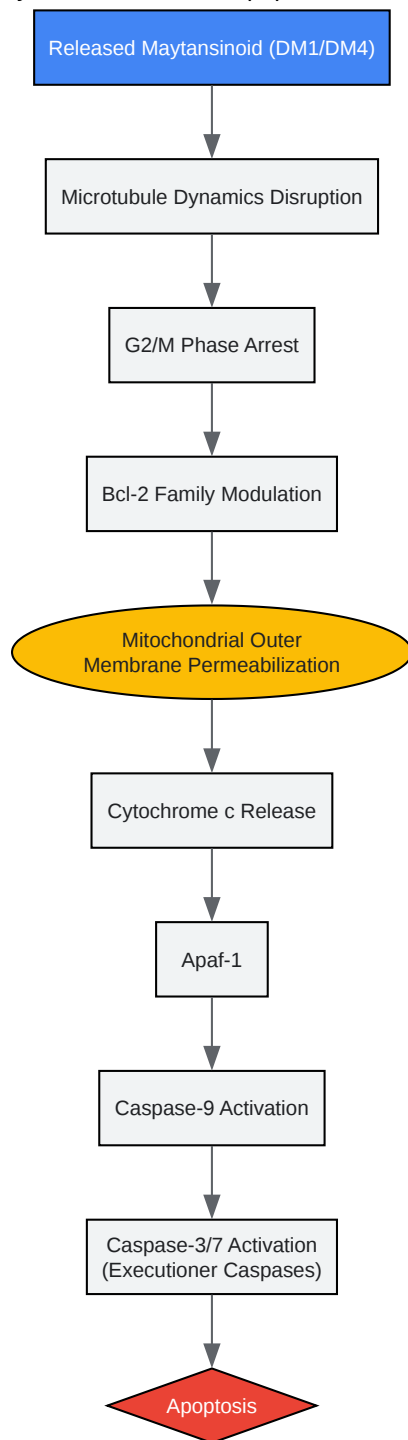 Released Maytansinoid (DM1/DM4)
Microtubule Dynamics Disruption
G2/M Phase Arrest
Bcl-2 Family Modulation
Mitochondrial Outer
Membrane Permeabilization
Cytochrome c Release
Apaf-1
Caspase-9 Activation
Caspase-3/7 Activation
(Executioner Caspases)
Apoptosis